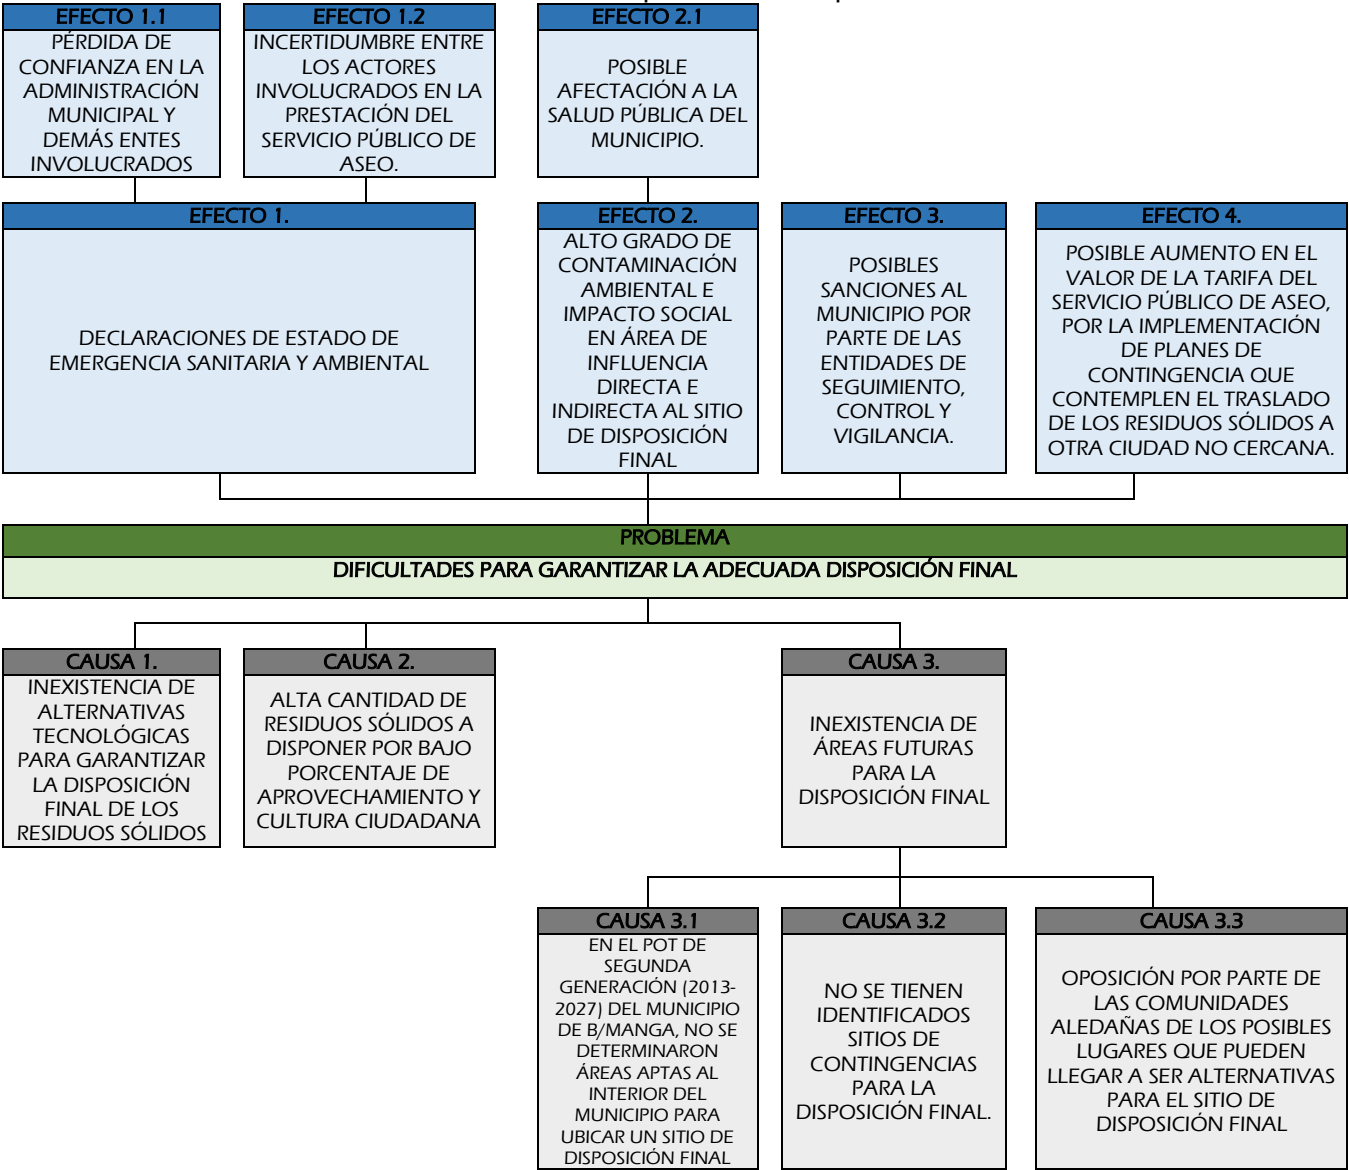 EFECTO 1.1
PÉRDIDA DE
CONFIANZA EN LA
ADMINISTRACIÓN
MUNICIPAL Y
DEMÁS ENTES
INVOLUCRADOS
EFECTO 1.2
INCERTIDUMBRE ENTRE
LOS ACTORES
INVOLUCRADOS EN LA
PRESTACIÓN DEL
SERVICIO PÚBLICO DE
ASEO.
EFECTO 2.1
POSIBLE
AFECTACIÓN A LA
SALUD PÚBLICA DEL
MUNICIPIO.
EFECTO 1.
DECLARACIONES DE ESTADO DE
EMERGENCIA SANITARIA Y AMBIENTAL
EFECTO 2.
ALTO GRADO DE
CONTAMINACIÓN
AMBIENTAL E
IMPACTO SOCIAL
EN ÁREA DE
INFLUENCIA
DIRECTA E
INDIRECTA AL SITIO
DE DISPOSICIÓN
FINAL
EFECTO 3.
POSIBLES
SANCIONES AL
MUNICIPIO POR
PARTE DE LAS
ENTIDADES DE
SEGUIMIENTO,
CONTROL Y
VIGILANCIA.
EFECTO 4.
POSIBLE AUMENTO EN EL
VALOR DE LA TARIFA DEL
SERVICIO PÚBLICO DE ASEO,
POR LA IMPLEMENTACIÓN
DE PLANES DE
CONTINGENCIA QUE
CONTEMPLEN EL TRASLADO
DE LOS RESIDUOS SÓLIDOS A
OTRA CIUDAD NO CERCANA.
PROBLEMA
DIFICULTADES PARA GARANTIZAR LA ADECUADA DISPOSICIÓN FINAL
CAUSA 1.
INEXISTENCIA DE
ALTERNATIVAS
TECNOLÓGICAS
PARA GARANTIZAR
LA DISPOSICIÓN
FINAL DE LOS
RESIDUOS SÓLIDOS
CAUSA 2.
ALTA CANTIDAD DE
RESIDUOS SÓLIDOS A
DISPONER POR BAJO
PORCENTAJE DE
APROVECHAMIENTO Y
CULTURA CIUDADANA
CAUSA 3.
INEXISTENCIA DE
ÁREAS FUTURAS
PARA LA
DISPOSICIÓN FINAL
CAUSA 3.1
EN EL POT DE
SEGUNDA
GENERACIÓN (2013-
2027) DEL MUNICIPIO
DE B/MANGA, NO SE
DETERMINARON
ÁREAS APTAS AL
INTERIOR DEL
MUNICIPIO PARA
UBICAR UN SITIO DE
DISPOSICIÓN FINAL
CAUSA 3.2
NO SE TIENEN
IDENTIFICADOS
SITIOS DE
CONTINGENCIAS
PARA LA
DISPOSICIÓN FINAL.
CAUSA 3.3
OPOSICIÓN POR PARTE DE
LAS COMUNIDADES
ALEDAÑAS DE LOS POSIBLES
LUGARES QUE PUEDEN
LLEGAR A SER ALTERNATIVAS
PARA EL SITIO DE
DISPOSICIÓN FINAL